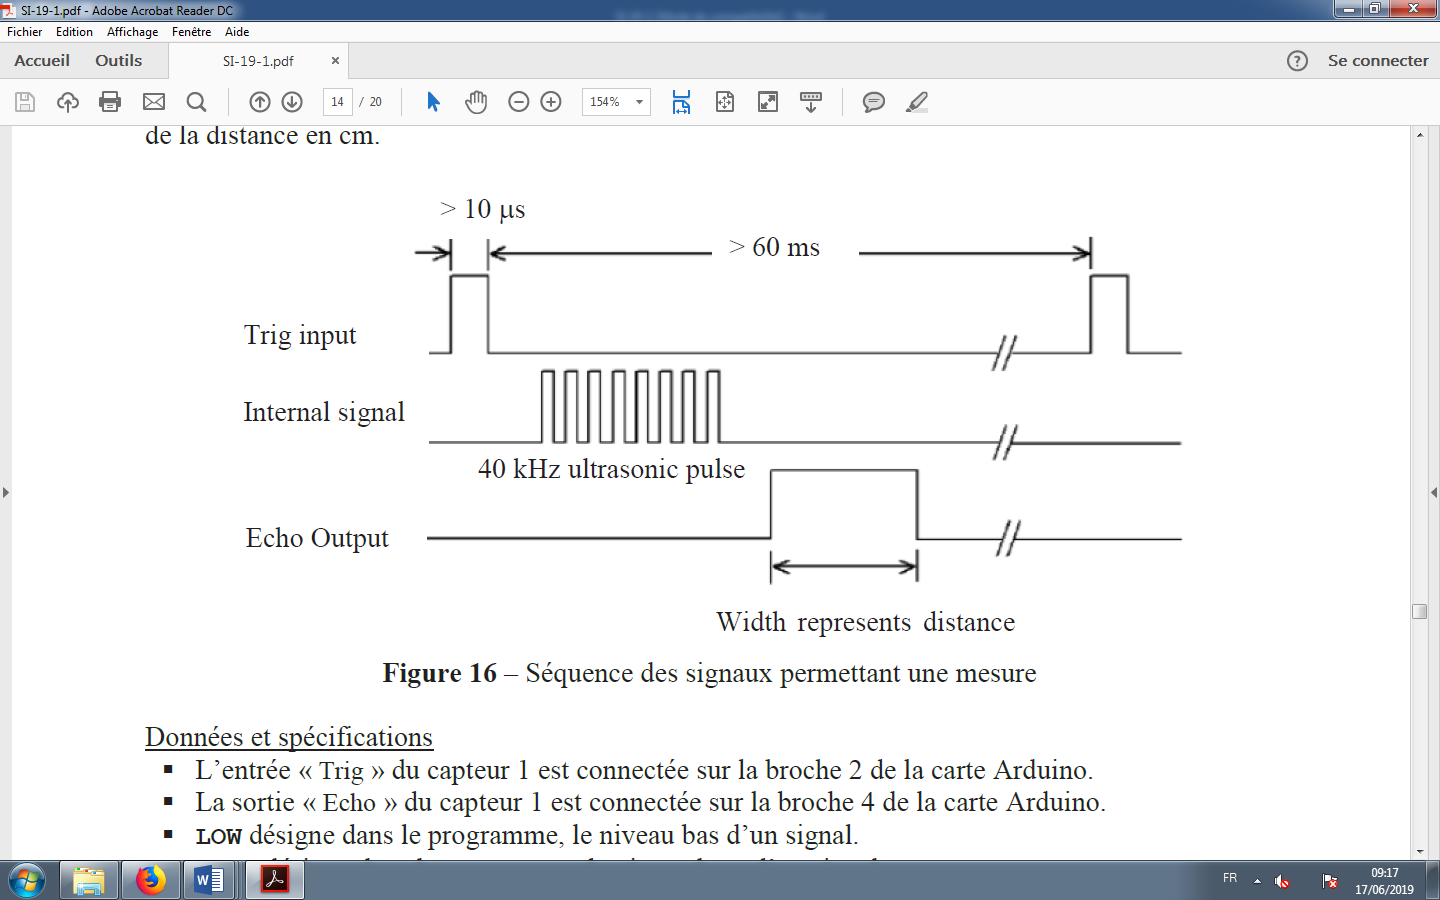 SI-19-1.pdf - Adobe Acrobat Reader DC
Fichier Edition Affichage Fenêtre Aide
Accueil Outils SI-19-1.pdf × ? Se connecter
14 / 20 154%
de la distance en cm.
> 10 µs
> 60 ms
Trig input
Internal signal
40 kHz ultrasonic pulse
Echo Output
Width represents distance
Figure 16 – Séquence des signaux permettant une mesure
Données et spécifications
▪ L’entrée « Trig » du capteur 1 est connectée sur la broche 2 de la carte Arduino.
▪ La sortie « Echo » du capteur 1 est connectée sur la broche 4 de la carte Arduino.
▪ LOW désigne dans le programme, le niveau bas d’un signal.
FR 09:17
17/06/2019